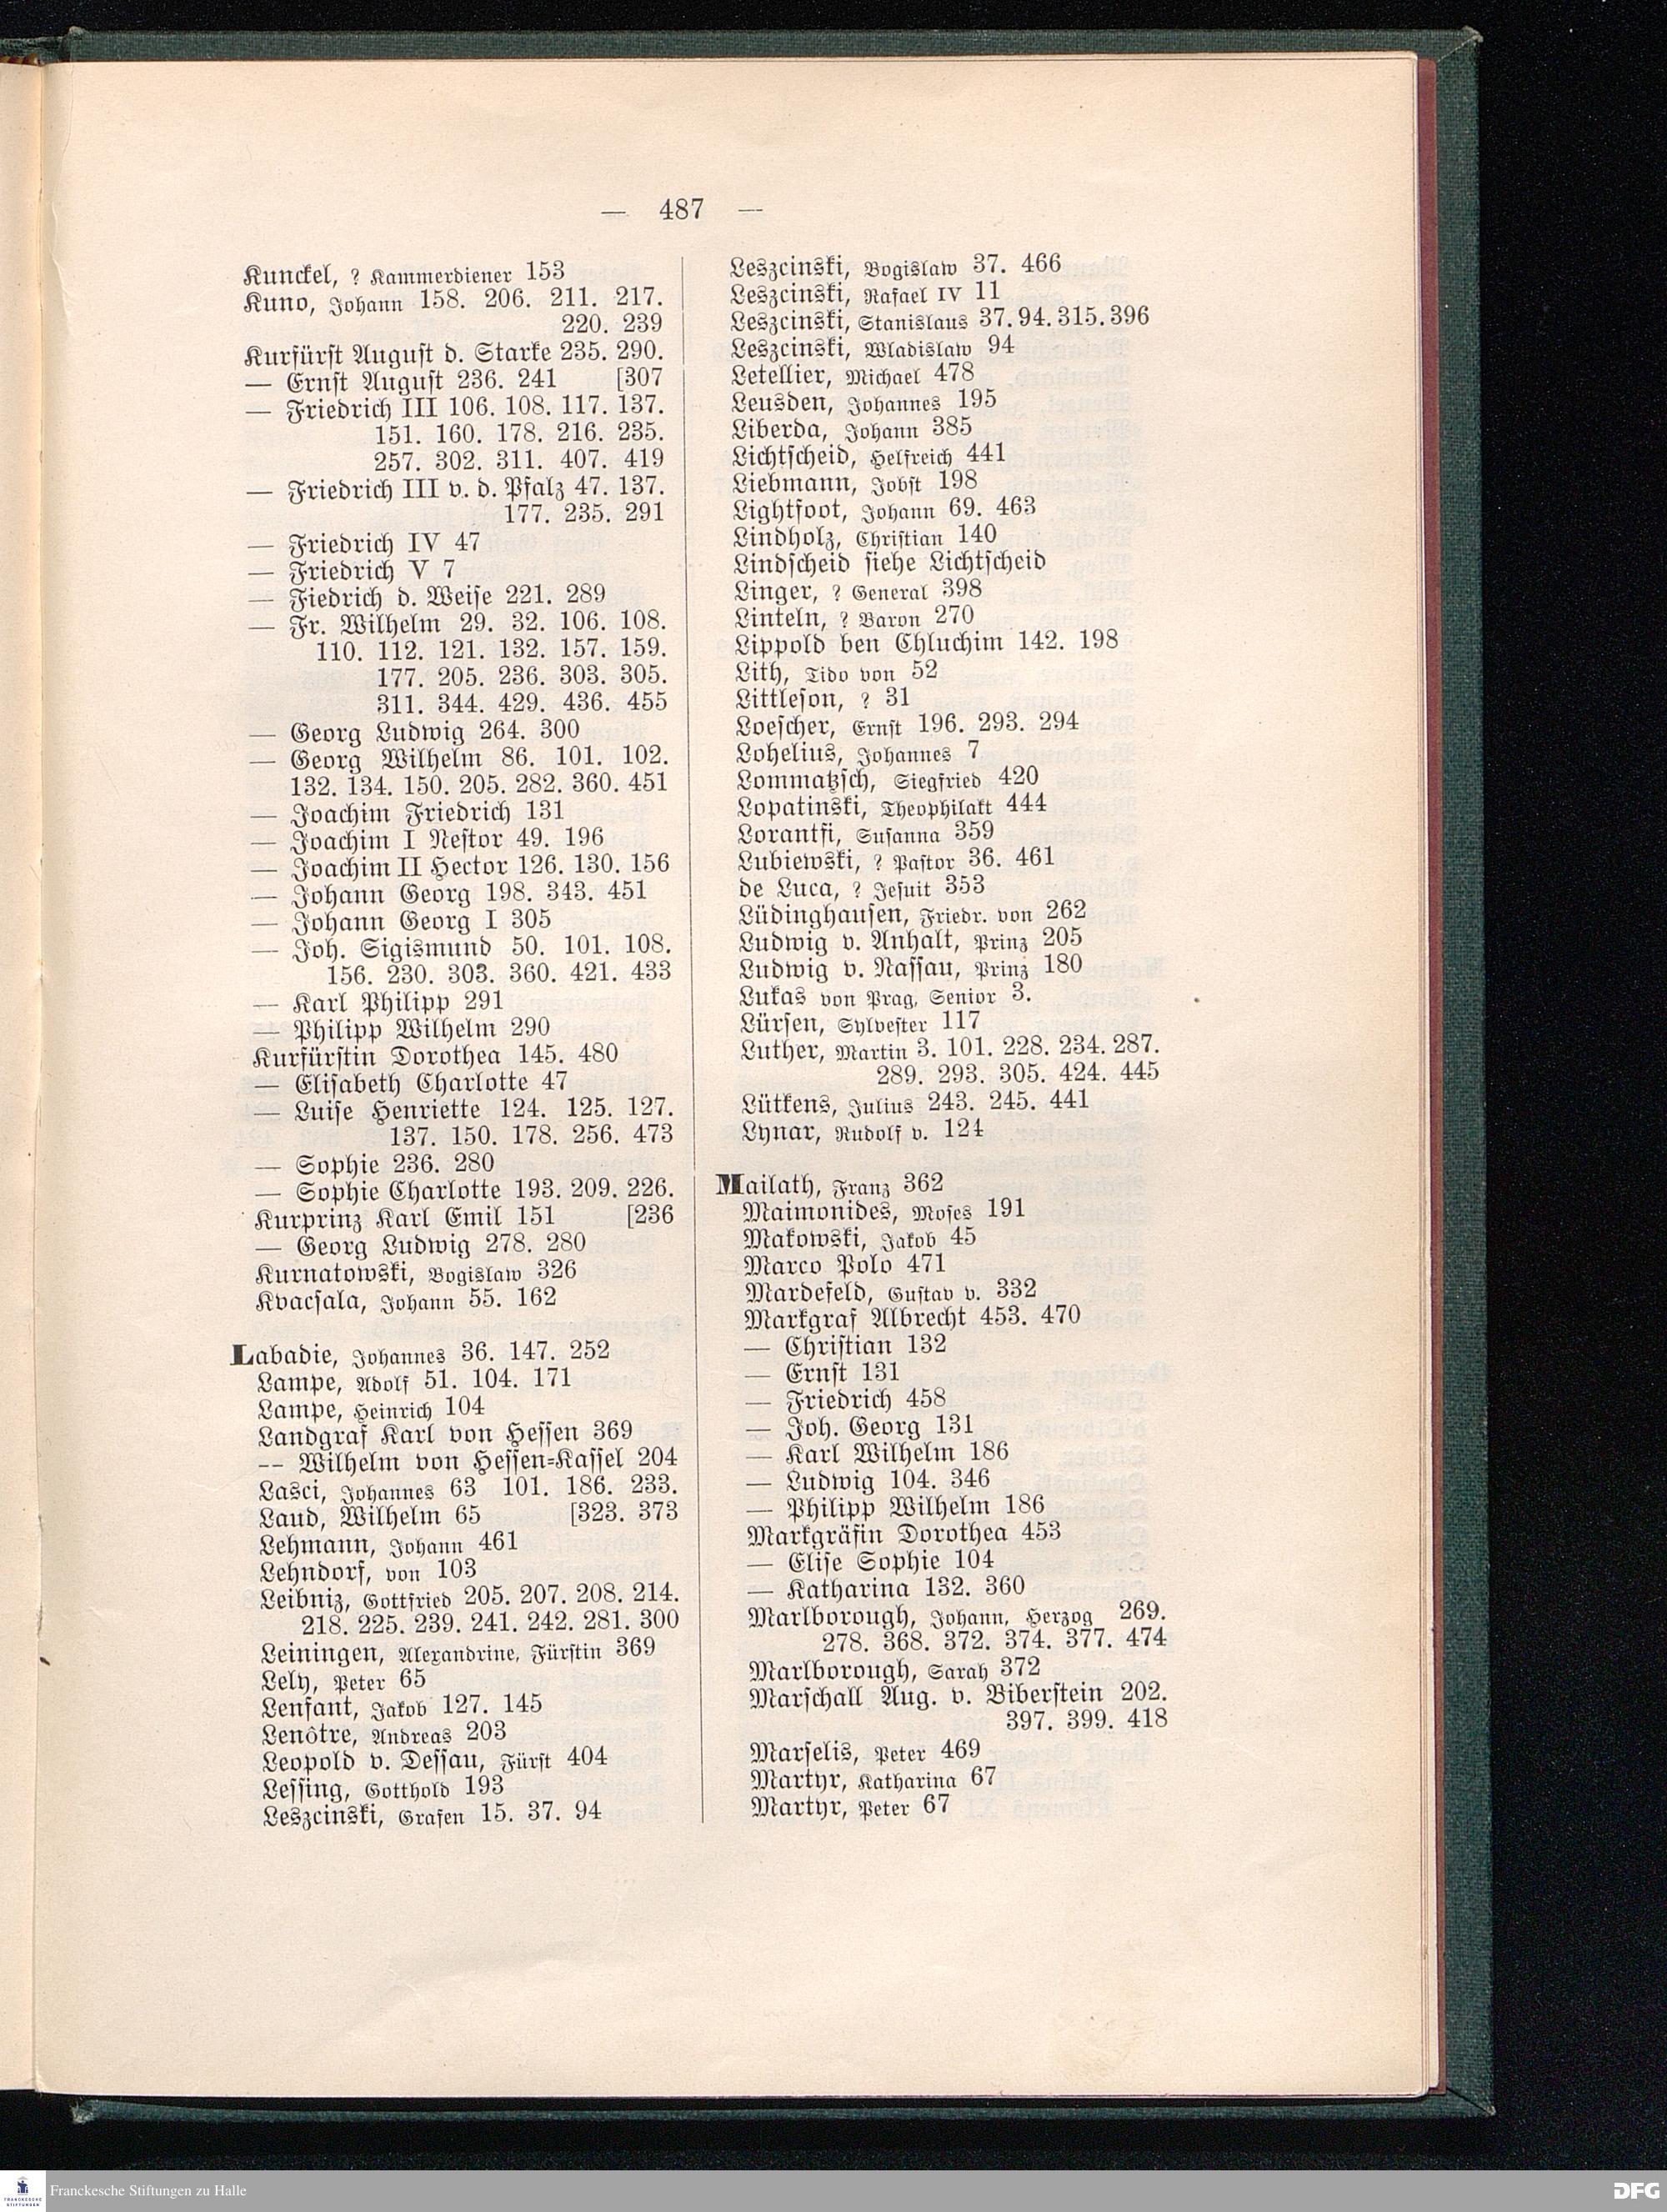 — 487 —
Kunckel, ? Kammerdiener 153
Kuno, Johann 158. 206. 211. 217.
220. 239
Kurfürst August d. Starke 235. 290.
— Ernst August 236. 241 [307
— Friedrich III 106. 108. 117. 137.
151. 160. 178. 216. 235.
257. 302. 311. 407. 419
— Friedrich III v. d. Pfalz 47. 137.
177. 235. 291
— Friedrich IV 47
— Friedrich V 7
— Fiedrich d. Weise 221. 289
— Fr. Wilhelm 29. 32. 106. 108.
110. 112. 121. 132. 157. 159.
177. 205. 236. 303. 305.
311. 344. 429. 436. 455
— Georg Ludwig 264. 300
— Georg Wilhelm 86. 101. 102.
132. 134. 150. 205. 282. 360. 451
— Joachim Friedrich 131
— Joachim I Nestor 49. 196
— Joachim II Hector 126. 130. 156
— Johann Georg 198. 343. 451
— Johann Georg I 305
— Joh. Sigismund 50. 101. 108.
156. 230. 303. 360. 421. 433
— Karl Philipp 291
— Philipp Wilhelm 290
Kurfürstin Dorothea 145. 480
— Elisabeth Charlotte 47
— Luise Henriette 124. 125. 127.
137. 150. 178. 256. 473
— Sophie 236. 280
— Sophie Charlotte 193. 209. 226.
Kurprinz Karl Emil 151 [236
— Georg Ludwig 278. 280
Kurnatowski, Bogislaw 326
Kvacsala, Johann 55. 162
Labadie, Johannes 36. 147. 252
Lampe, Adolf 51. 104. 171
Lampe, Heinrich 104
Landgraf Karl von Hessen 369
-- Wilhelm von Hessen-Kassel 204
Lasci, Johannes 63 101. 186. 233.
Laud, Wilhelm 65 [323. 373
Lehmann, Johann 461
Lehndorf, von 103
Leibniz, Gottfried 205. 207. 208. 214.
218. 225. 239. 241. 242. 281. 300
Leiningen, Alexandrine, Fürstin 369
Lely, Peter 65
Lenfant, Jakob 127. 145
Lenôtre, Andreas 203
Leopold v. Dessau, Fürst 404
Lessing, Gotthold 193
Leszcinski, Grafen 15. 37. 94
Leszcinski, Bogislaw 37. 466
Leszcinski, Rafael IV 11
Leszcinski, Stanislaus 37. 94. 315. 396
Leszcinski, Wladislaw 94
Letellier, Michael 478
Leusden, Johannes 195
Liberda, Johann 385
Lichtscheid, Helfreich 441
Liebmann, Jobst 198
Lightfoot, Johann 69. 463
Lindholz, Christian 140
Lindscheid siehe Lichtscheid
Linger, ? General 398
Linteln, ? Baron 270
Lippold ben Chluchim 142. 198
Lith, Tido von 52
Littleson, ? 31
Loescher, Ernst 196. 293. 294
Lohelius, Johannes 7
Lommatzsch, Siegfried 420
Lopatinski, Theophilakt 444
Lorantfi, Susanna 359
Lubiewski, ? Pastor 36. 461
de Luca, ? Jesuit 353
Lüdinghausen, Friedr. von 262
Ludwig v. Anhalt, Prinz 205
Ludwig v. Nassau, Prinz 180
Lukas von Prag, Senior 3.
Lürsen, Sylvester 117
Luther, Martin 3. 101. 228. 234. 287.
289. 293. 305. 424. 445
Lütkens, Julius 243. 245. 441
Lynar, Rudolf v. 124
Mailath, Franz 362
Maimonides, Moses 191
Makowski, Jakob 45
Marco Polo 471
Mardefeld, Gustav v. 332
Markgraf Albrecht 453. 470
— Christian 132
— Ernst 131
— Friedrich 458
— Joh. Georg 131
— Karl Wilhelm 186
— Ludwig 104. 346
— Philipp Wilhelm 186
Markgräfin Dorothea 453
— Elise Sophie 104
— Katharina 132. 360
Marlborough, Johann, Herzog 269.
278. 368. 372. 374. 377. 474
Marlborough, Sarah 372
Marschall Aug. v. Biberstein 202.
397. 399. 418
Marselis, Peter 469
Martyr, Katharina 67
Martyr, Peter 67
FRANCKESCHE
STIFTUNGEN
Franckesche Stiftungen zu Halle
DFG